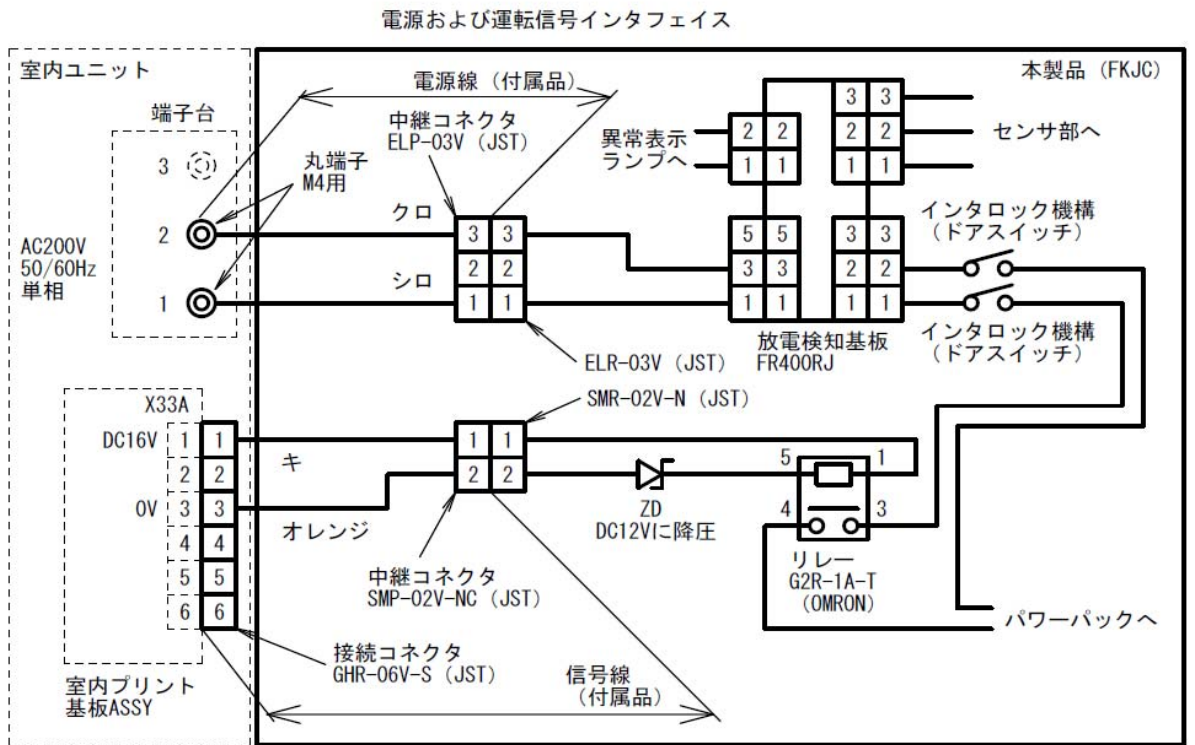 電源および運転信号インタフェイス
室内ユニット
本製品 (FKJC)
電源線 (付属品)
端子台
中継コネクタ
ELP-03V (JST)
丸端子
M4用
3
2
1
AC200V
50/60Hz
単相
クロ
シロ
3 3
2 2
1 1
ELR-03V (JST)
異常表示
ランプへ
2 2
1 1
3 3
2 2
1 1
センサ部へ
5 5
3 3
1 1
3 3
2 2
1 1
インタロック機構
(ドアスイッチ)
インタロック機構
(ドアスイッチ)
放電検知基板
FR400RJ
SMR-02V-N (JST)
X33A
DC16V 1 1
2 2
0V 3 3
4 4
5 5
6 6
キ
オレンジ
1 1
2 2
中継コネクタ
SMP-02V-NC (JST)
ZD
DC12Vに降圧
5 1
4 3
リレー
G2R-1A-T
(OMRON)
パワーパックへ
接続コネクタ
GHR-06V-S (JST)
信号線
(付属品)
室内プリント
基板ASSY